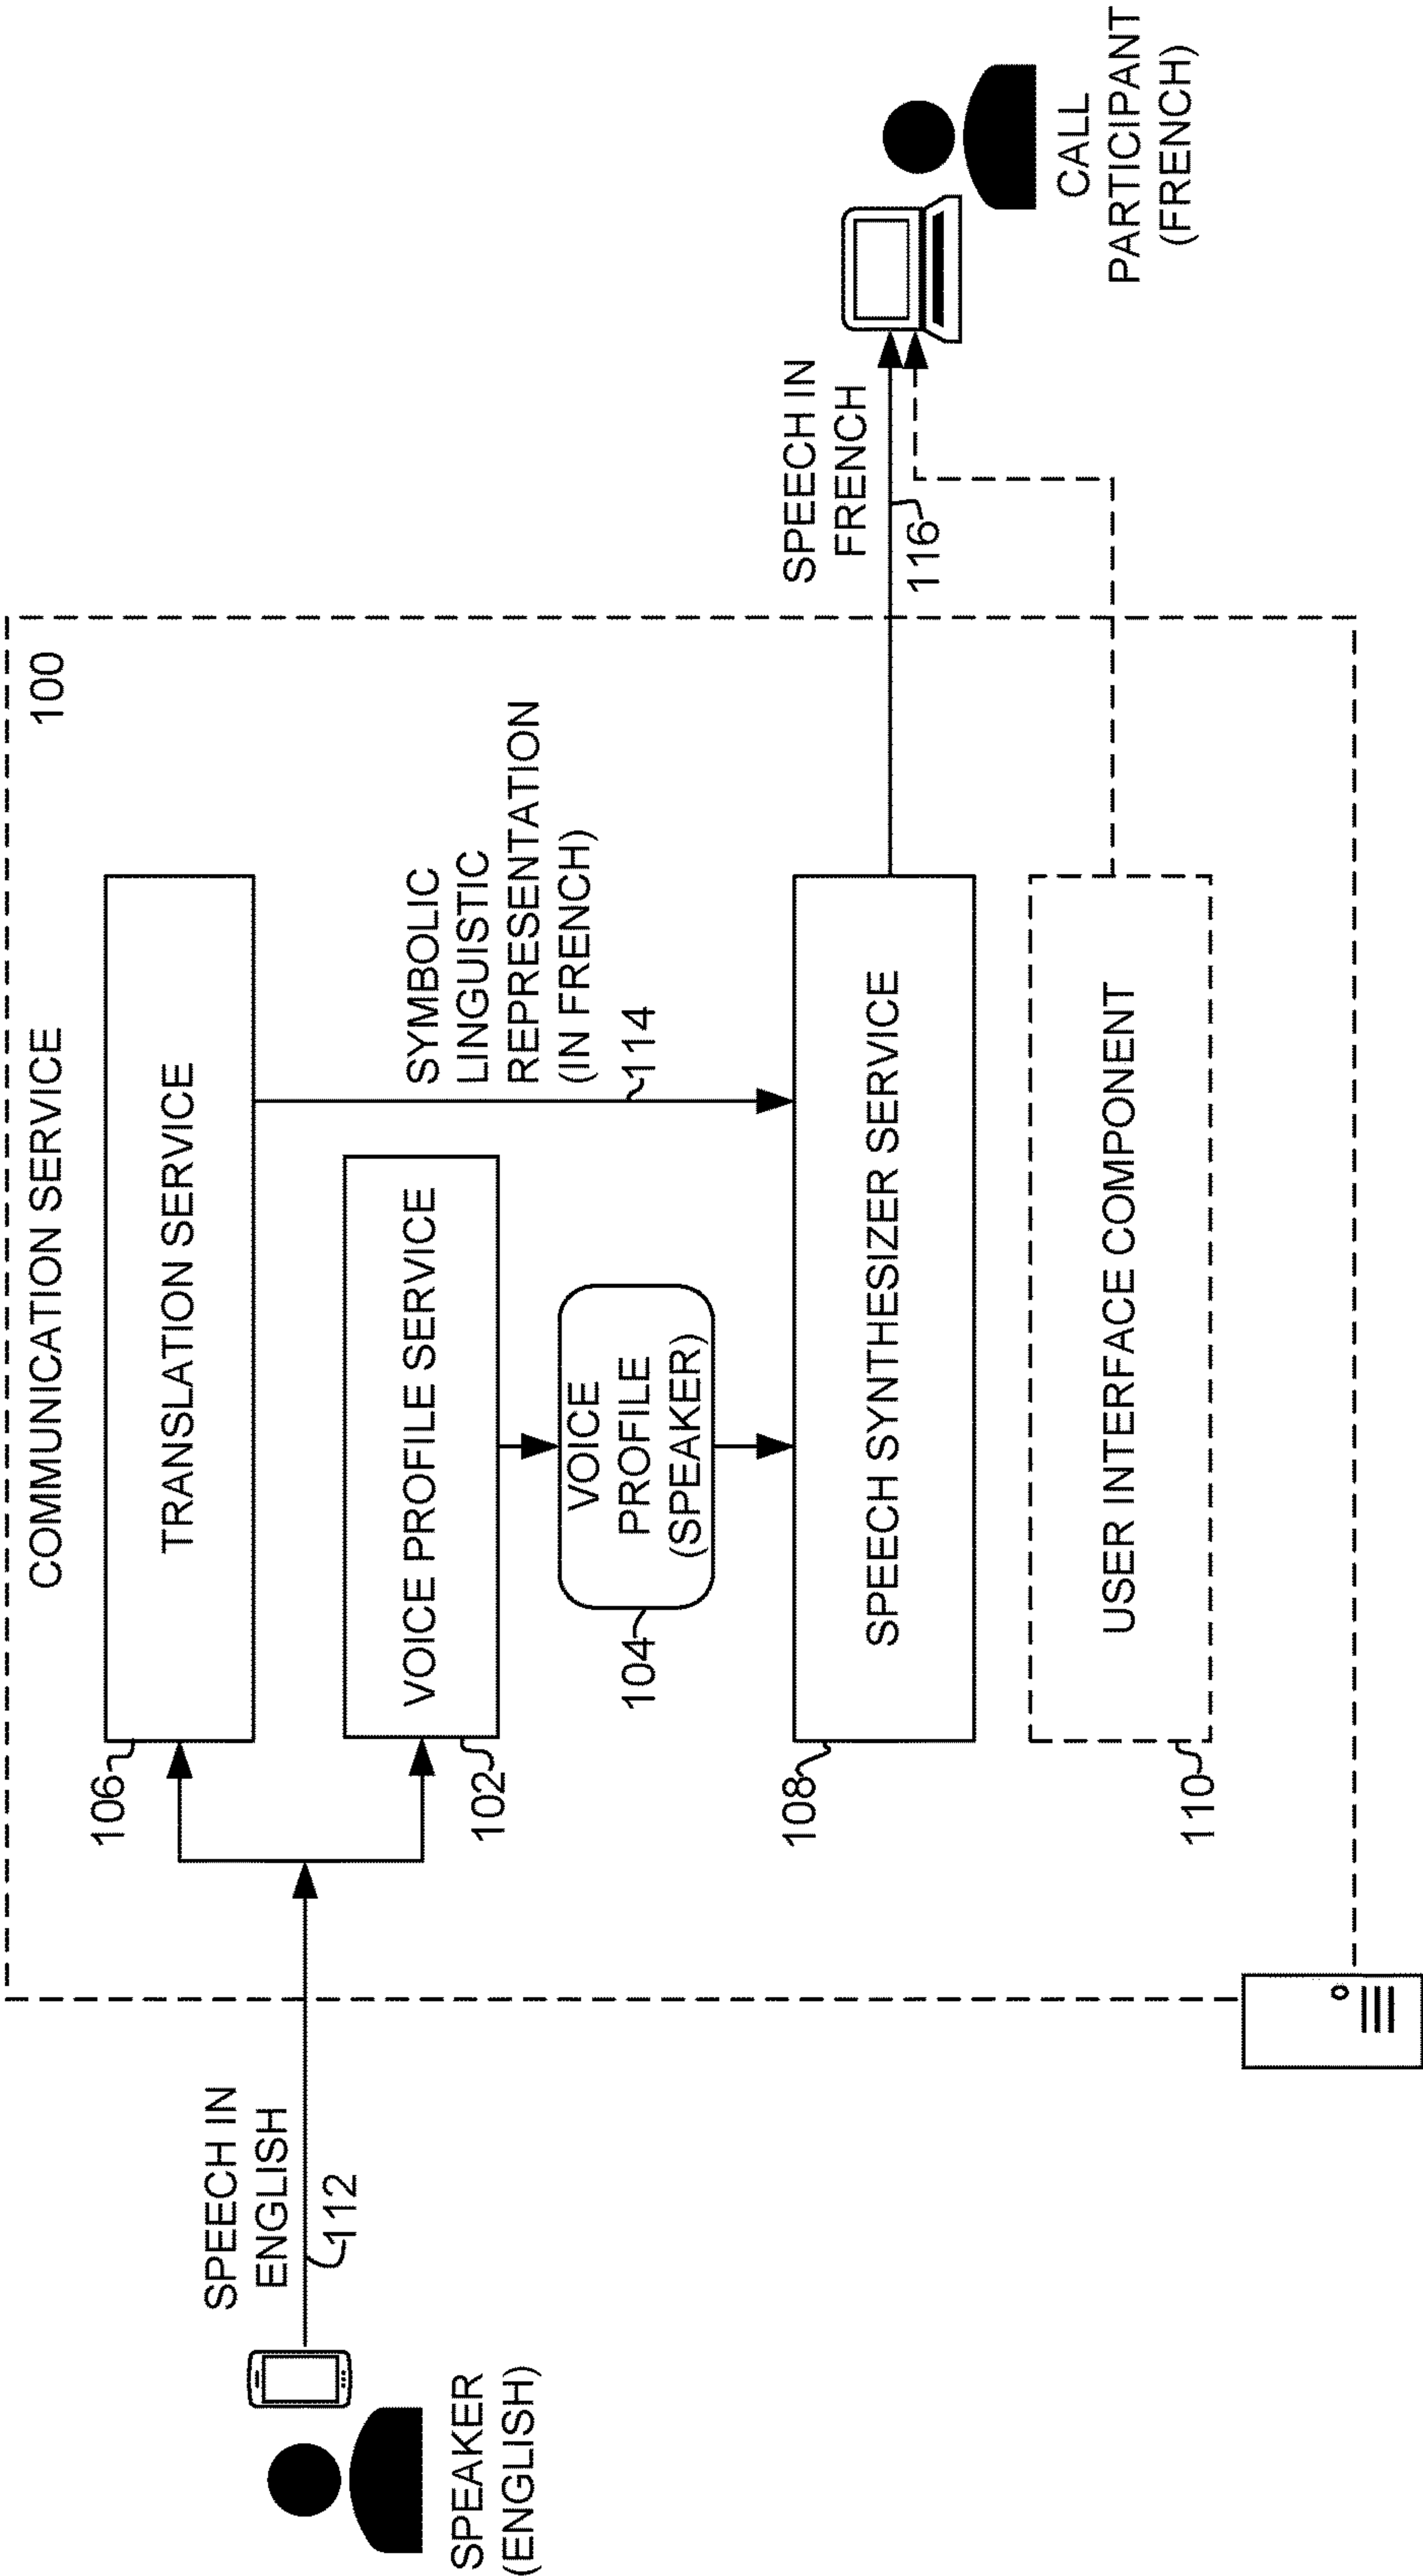 COMMUNICATION SERVICE
100
TRANSLATION SERVICE
106
SPEECH IN
ENGLISH
112
SPEAKER
(ENGLISH)
VOICE PROFILE SERVICE
102
SYMBOLIC
LINGUISTIC
REPRESENTATION
(IN FRENCH)
114
VOICE
PROFILE
(SPEAKER)
104
SPEECH SYNTHESIZER SERVICE
108
SPEECH IN
FRENCH
116
USER INTERFACE COMPONENT
110
CALL
PARTICIPANT
(FRENCH)